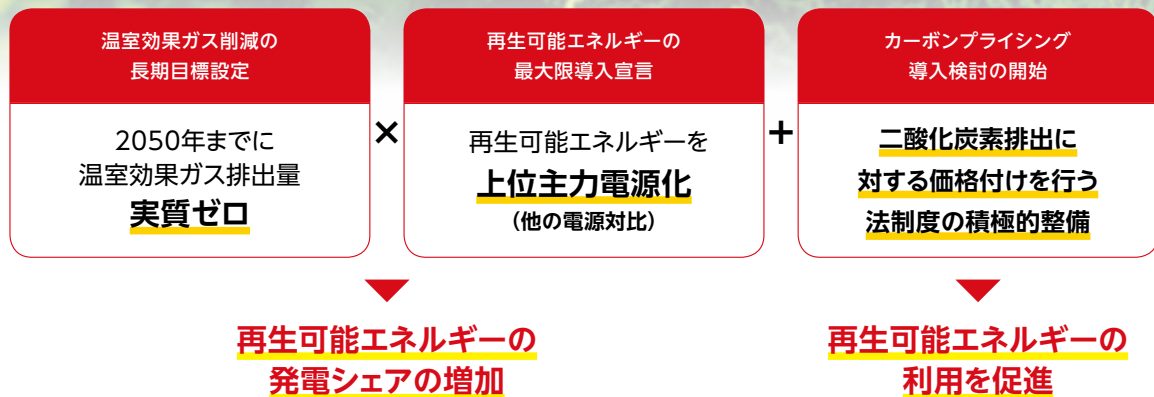 温室効果ガス削減の
長期目標設定
2050年までに
温室効果ガス排出量
実質ゼロ
×
再生可能エネルギーの
最大限導入宣言
再生可能エネルギーを
上位主力電源化
(他の電源対比)
+
カーボンプライシング
導入検討の開始
二酸化炭素排出に
対する価格付けを行う
法制度の積極的整備
再生可能エネルギーの
発電シェアの増加
再生可能エネルギーの
利用を促進